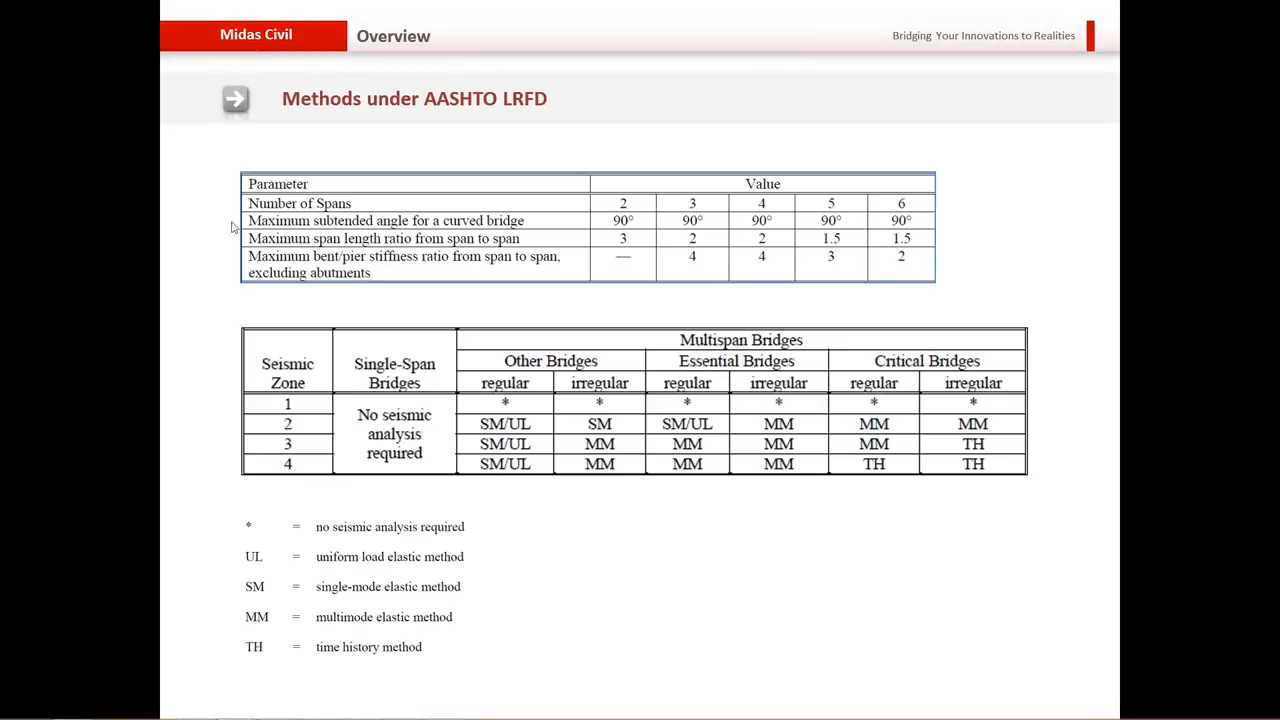 Midas Civil
Overview
Bridging Your Innovations to Realities
Methods under AASHTO LRFD
Parameter Value
Number of Spans 2 3 4 5 6
Maximum subtended angle for a curved bridge 90° 90° 90° 90° 90°
Maximum span length ratio from span to span 3 2 2 1.5 1.5
Maximum bent/pier stiffness ratio from span to span, — 4 4 3 2
excluding abutments
Multispan Bridges
Seismic Zone Single-Span Bridges Other Bridges Essential Bridges Critical Bridges
regular irregular regular irregular regular irregular
1 No seismic analysis required * * * * * *
2 SM/UL SM SM/UL MM MM MM
3 SM/UL MM MM MM MM TH
4 SM/UL MM MM MM TH TH
* = no seismic analysis required
UL = uniform load elastic method
SM = single-mode elastic method
MM = multimode elastic method
TH = time history method